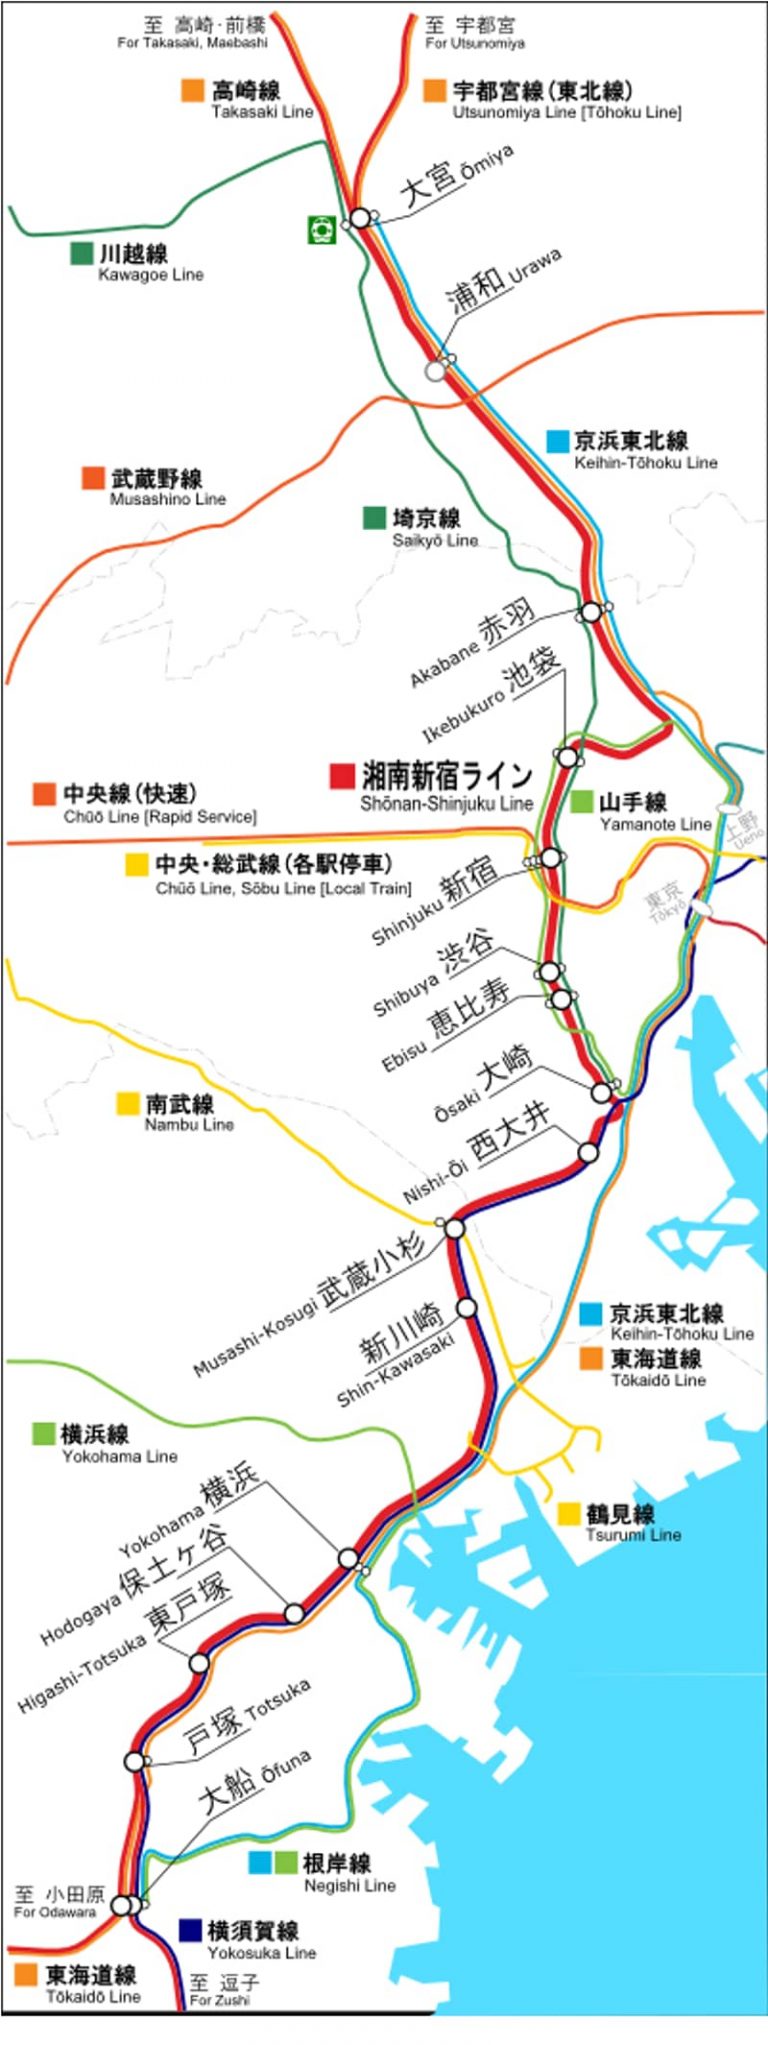 至 高崎・前橋
For Takasaki, Maebashi
至 宇都宮
For Utsunomiya
高崎線
Takasaki Line
宇都宮線（東北線）
Utsunomiya Line [Tōhoku Line]
大宮 Ōmiya
川越線
Kawagoe Line
浦和 Urawa
京浜東北線
Keihin-Tōhoku Line
武蔵野線
Musashino Line
埼京線
Saikyō Line
Akabane 赤羽
Ikebukuro 池袋
湘南新宿ライン
Shōnan-Shinjuku Line
中央線（快速）
Chūō Line [Rapid Service]
山手線
Yamanote Line
上野
Ueno
中央・総武線（各駅停車）
Chūō Line, Sōbu Line [Local Train]
Shinjuku 新宿
東京
Tōkyō
Shibuya 渋谷
Ebisu 恵比寿
Ōsaki 大崎
南武線
Nambu Line
Nishi-Ōi 西大井
Musashi-Kosugi 武蔵小杉
新川崎
Shin-Kawasaki
京浜東北線
Keihin-Tōhoku Line
東海道線
Tōkaidō Line
横浜線
Yokohama Line
Yokohama 横浜
鶴見線
Tsurumi Line
Hodogaya 保土ヶ谷
Higashi-Totsuka 東戸塚
戸塚 Totsuka
大船 Ōfuna
根岸線
Negishi Line
至 小田原
For Odawara
横須賀線
Yokosuka Line
東海道線
Tōkaidō Line
至 逗子
For Zushi